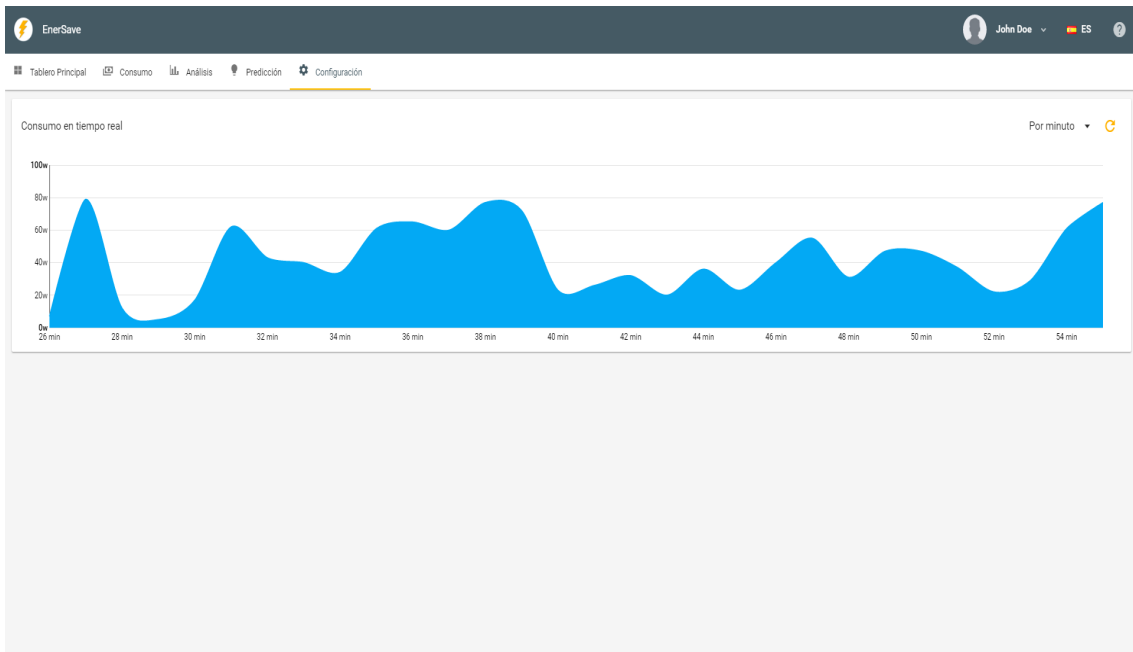 EnerSave
John Doe
ES
?
Tablero Principal
Consumo
Análisis
Predicción
Configuración
Consumo en tiempo real
Por minuto
100w
80w
60w
40w
20w
0w
26 min
28 min
30 min
32 min
34 min
36 min
38 min
40 min
42 min
44 min
46 min
48 min
50 min
52 min
54 min